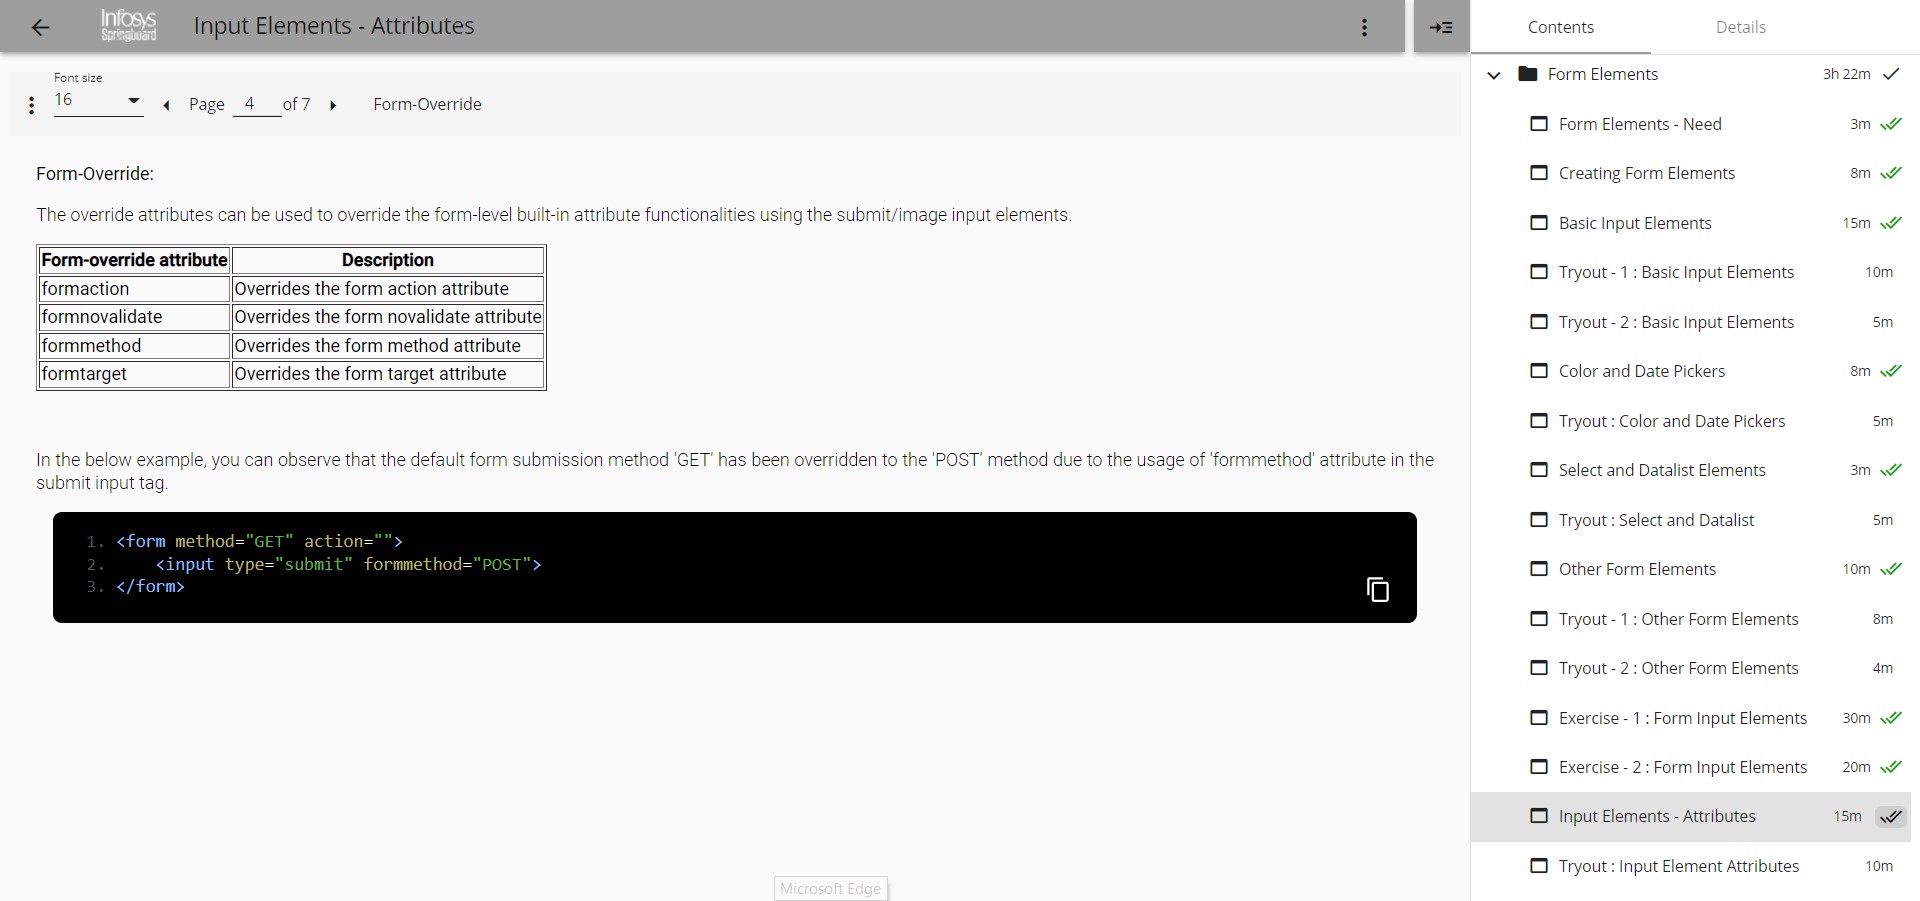 Infosys
Springboard
Input Elements - Attributes
Font size
16
Page 4 of 7
Form-Override
Form-Override:
The override attributes can be used to override the form-level built-in attribute functionalities using the submit/image input elements.
Form-override attribute Description
formaction Overrides the form action attribute
formnovalidate Overrides the form novalidate attribute
formmethod Overrides the form method attribute
formtarget Overrides the form target attribute
In the below example, you can observe that the default form submission method 'GET' has been overridden to the 'POST' method due to the usage of 'formmethod' attribute in the
submit input tag.
1. <form method="GET" action="">
2.     <input type="submit" formmethod="POST">
3. </form>
Microsoft Edge
Contents Details
Form Elements 3h 22m
Form Elements - Need 3m
Creating Form Elements 8m
Basic Input Elements 15m
Tryout - 1 : Basic Input Elements 10m
Tryout - 2 : Basic Input Elements 5m
Color and Date Pickers 8m
Tryout : Color and Date Pickers 5m
Select and Datalist Elements 3m
Tryout : Select and Datalist 5m
Other Form Elements 10m
Tryout - 1 : Other Form Elements 8m
Tryout - 2 : Other Form Elements 4m
Exercise - 1 : Form Input Elements 30m
Exercise - 2 : Form Input Elements 20m
Input Elements - Attributes 15m
Tryout : Input Element Attributes 10m